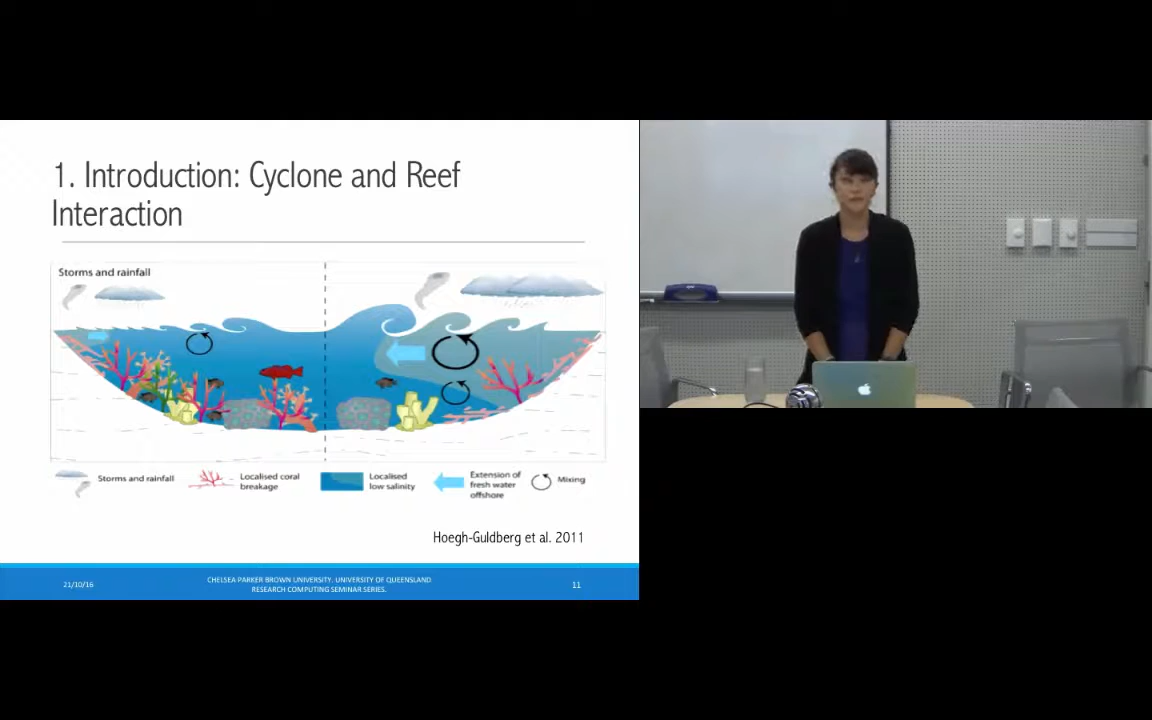 1. Introduction: Cyclone and Reef
Interaction
Storms and rainfall
Storms and rainfall
Localised coral
breakage
Localised
low salinity
Extension of
fresh water
offshore
Mixing
Hoegh-Guldberg et al. 2011
21/10/16
CHELSEA PARKER BROWN UNIVERSITY. UNIVERSITY OF QUEENSLAND
RESEARCH COMPUTING SEMINAR SERIES.
11